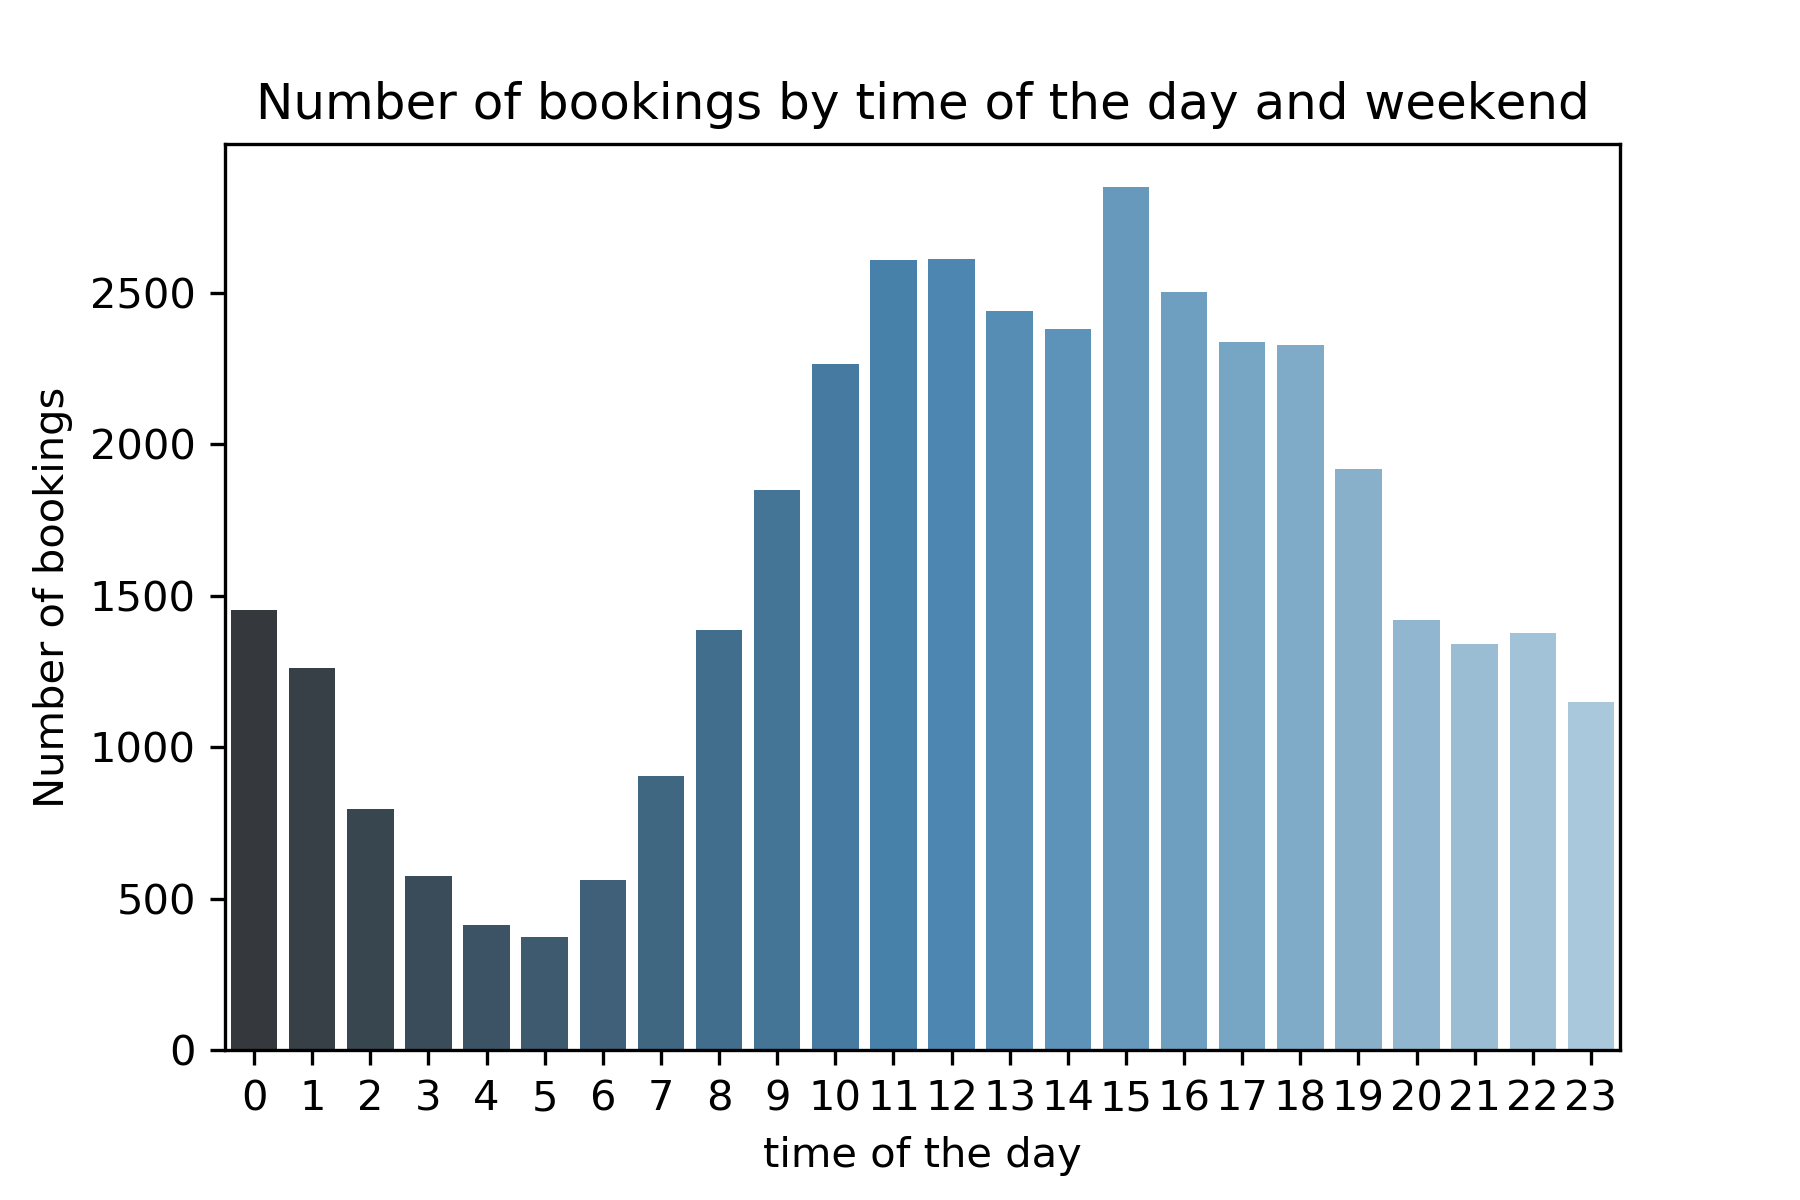 Number of bookings by time of the day and weekend
Number of bookings
2500
2000
1500
1000
500
0
0 1 2 3 4 5 6 7 8 9 10 11 12 13 14 15 16 17 18 19 20 21 22 23
time of the day